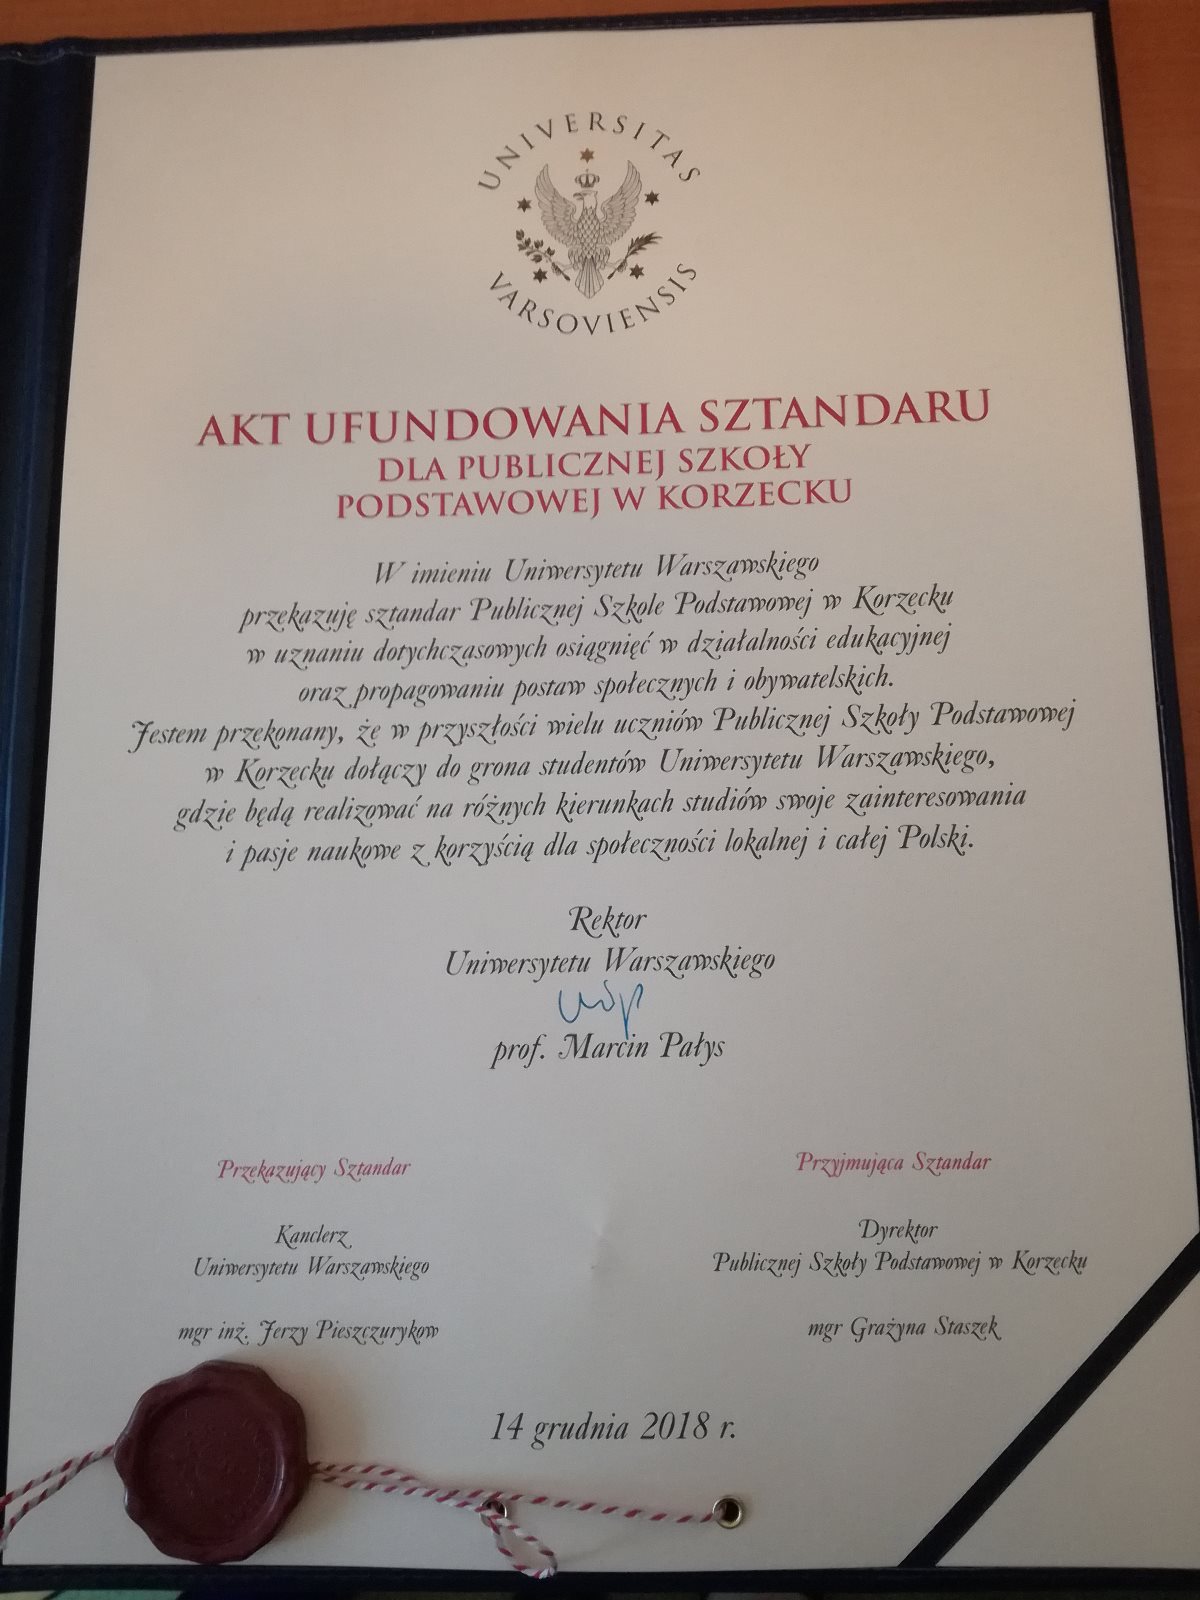 UNIVERSITAS
VARSOVIENSIS
AKT UFUNDOWANIA SZTANDARU
DLA PUBLICZNEJ SZKOŁY
PODSTAWOWEJ W KORZECKU
W imieniu Uniwersytetu Warszawskiego
przekazuję sztandar Publicznej Szkole Podstawowej w Korzecku
w uznaniu dotychczasowych osiągnięć w działalności edukacyjnej
oraz propagowaniu postaw społecznych i obywatelskich.
Jestem przekonany, że w przyszłości wielu uczniów Publicznej Szkoły Podstawowej
w Korzecku dołączy do grona studentów Uniwersytetu Warszawskiego,
gdzie będą realizować na różnych kierunkach studiów swoje zainteresowania
i pasje naukowe z korzyścią dla społeczności lokalnej i całej Polski.
Rektor
Uniwersytetu Warszawskiego
prof. Marcin Pałys
Przekazujący Sztandar
Kanclerz
Uniwersytetu Warszawskiego
mgr inż. Jerzy Pieszczurykow
Przyjmująca Sztandar
Dyrektor
Publicznej Szkoły Podstawowej w Korzecku
mgr Grażyna Staszek
14 grudnia 2018 r.